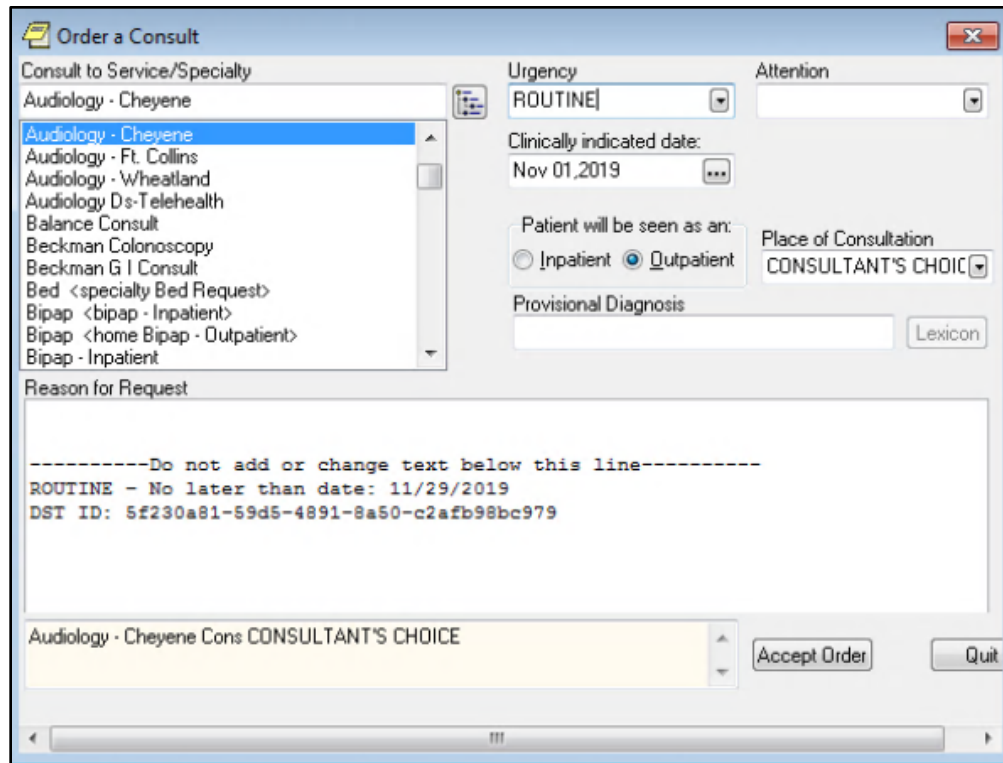 Order a Consult
Consult to Service/Specialty
Audiology - Cheyene
Audiology - Cheyene
Audiology - Ft. Collins
Audiology - Wheatland
Audiology Ds-Telehealth
Balance Consult
Beckman Colonoscopy
Beckman G I Consult
Bed <specialty Bed Request>
Bipap <bipap - Inpatient>
Bipap <home Bipap - Outpatient>
Bipap - Inpatient
Urgency
ROUTINE
Attention
Clinically indicated date:
Nov 01,2019
...
Patient will be seen as an:
Inpatient Outpatient
Place of Consultation
CONSULTANT'S CHOIC
Provisional Diagnosis
Lexicon
Reason for Request
----------Do not add or change text below this line----------
ROUTINE - No later than date: 11/29/2019
DST ID: 5f230a81-59d5-4891-8a50-c2afb98bc979
Audiology - Cheyene Cons CONSULTANT'S CHOICE
Accept Order
Quit